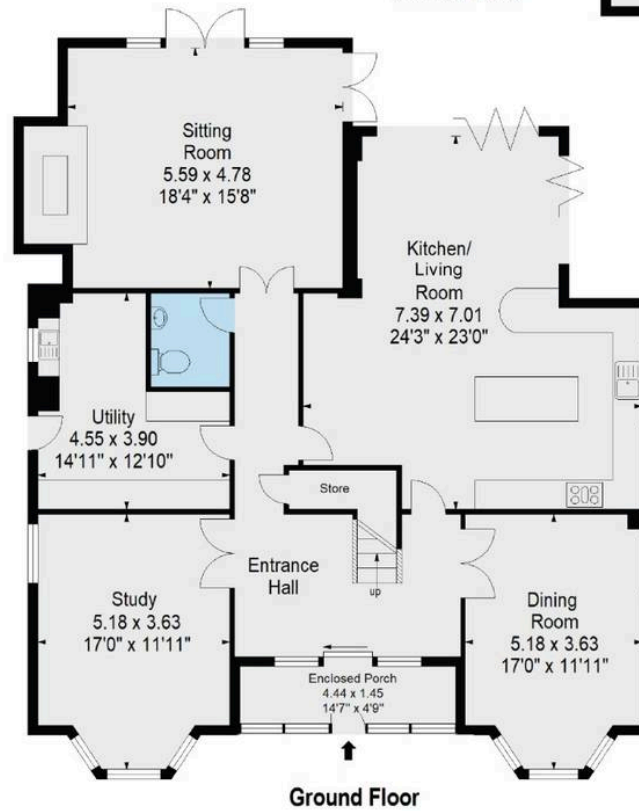 Sitting
Room
5.59 x 4.78
18'4" x 15'8"
Kitchen/
Living
Room
7.39 x 7.01
24'3" x 23'0"
Utility
4.55 x 3.90
14'11" x 12'10"
Store
Entrance
Hall
up
Study
5.18 x 3.63
17'0" x 11'11"
Dining
Room
5.18 x 3.63
17'0" x 11'11"
Enclosed Porch
4.44 x 1.45
14'7" x 4'9"
Ground Floor